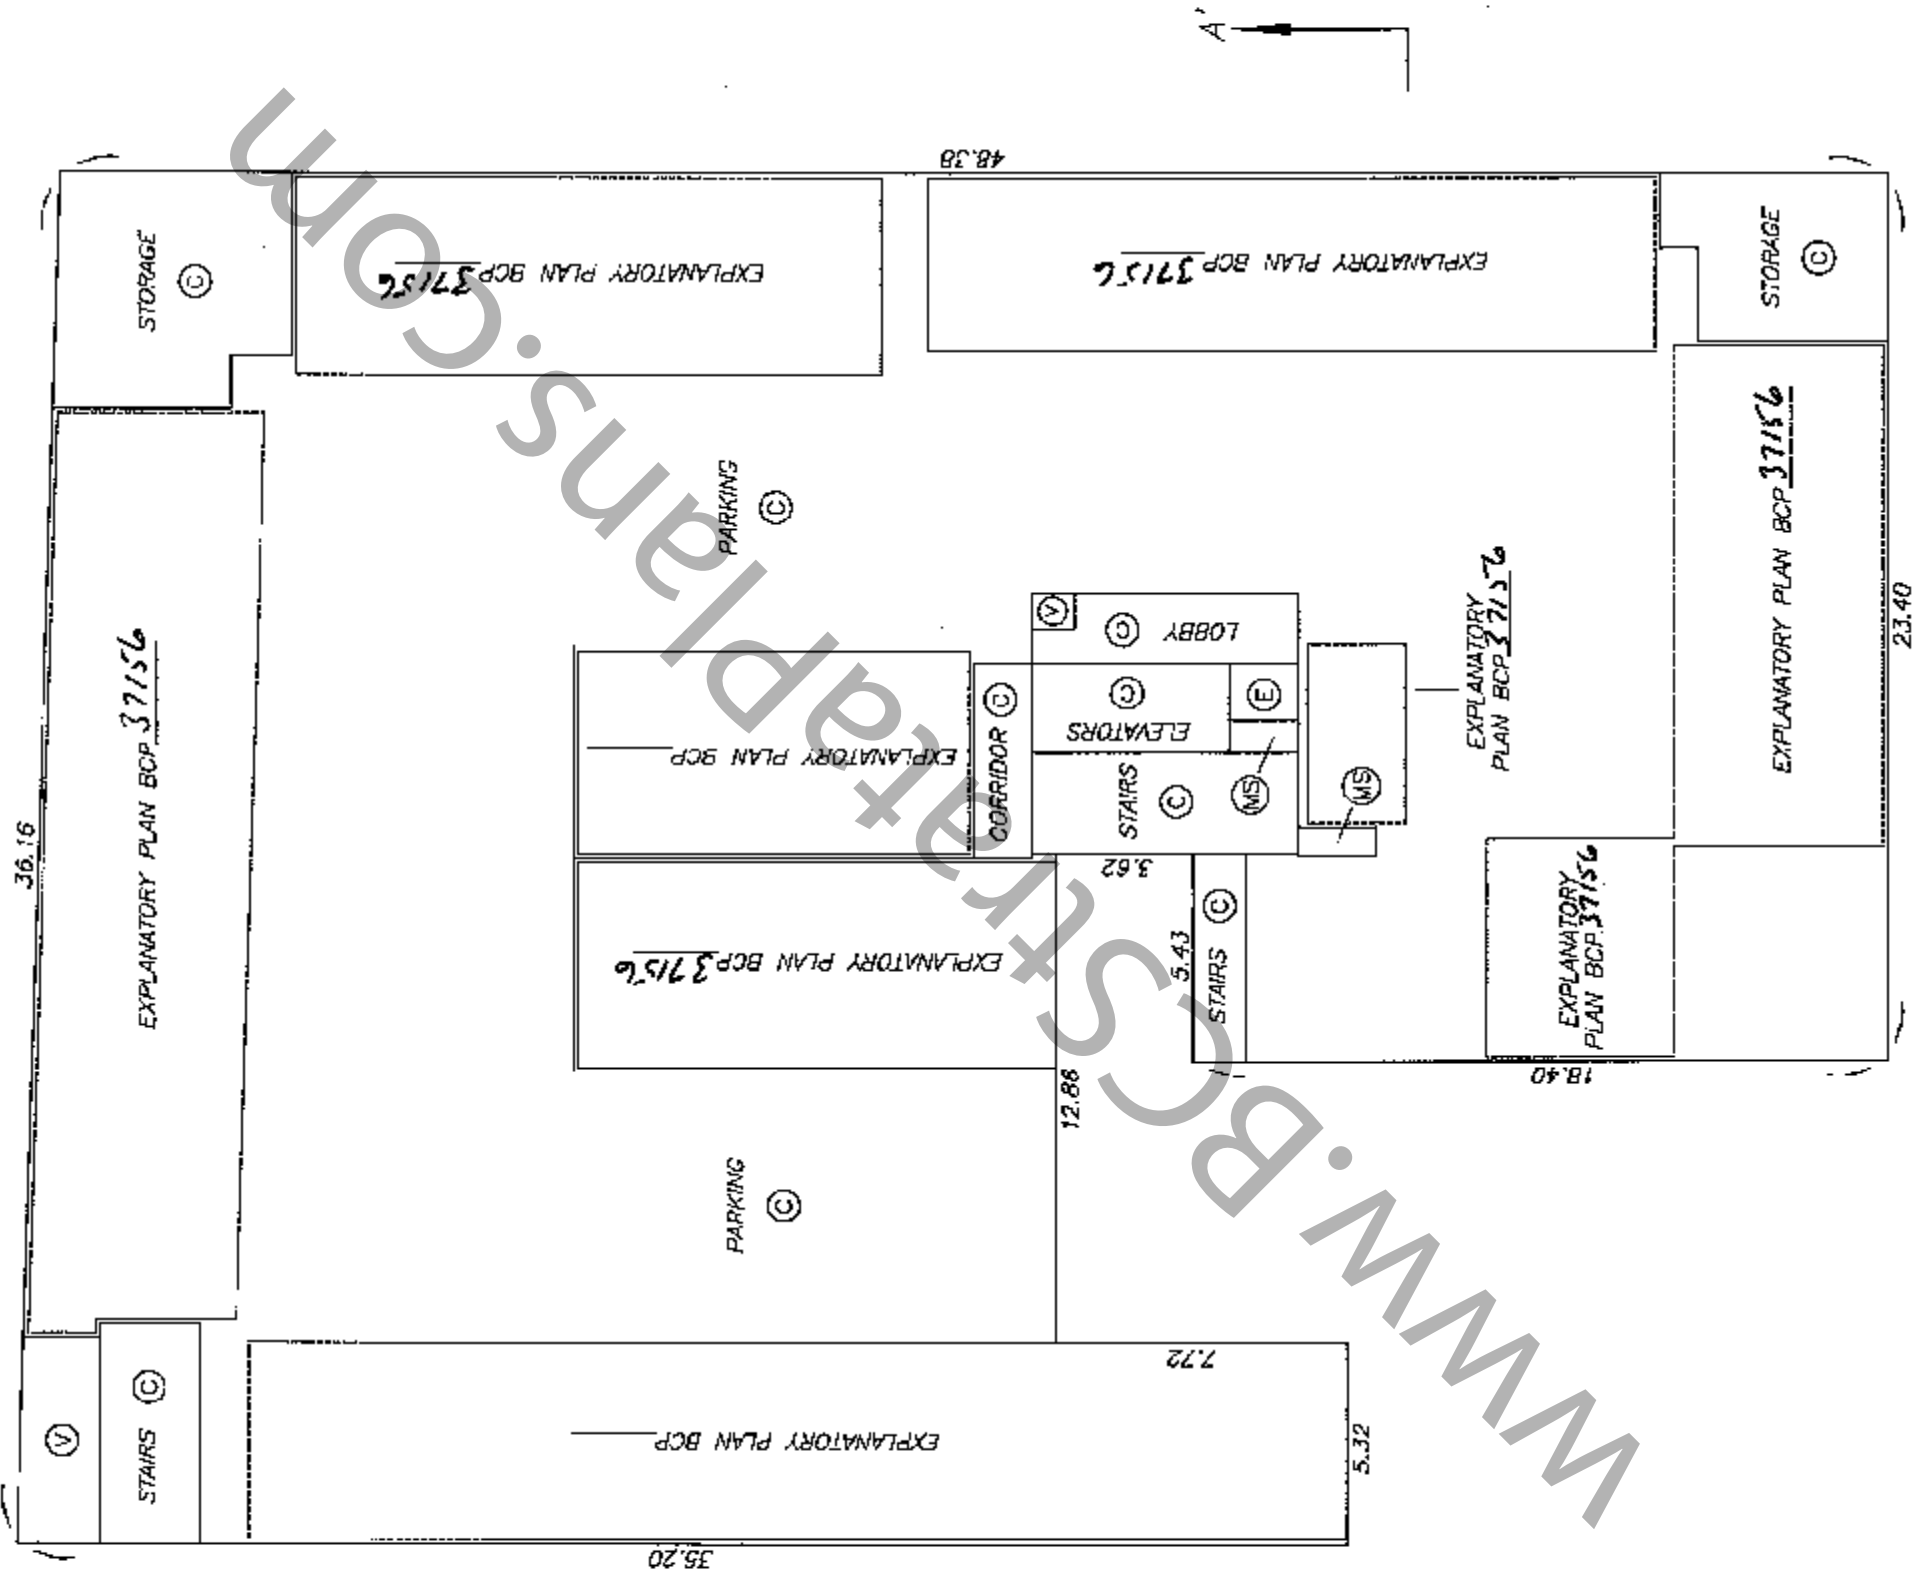 A'
48.38
STORAGE
C
EXPLANATORY PLAN BCP 37156
EXPLANATORY PLAN BCP 37156
STORAGE
C
36.16
EXPLANATORY PLAN BCP 37156
PARKING
C
EXPLANATORY PLAN BCP
CORRIDOR C
V
LOBBY C
ELEVATORS C
E
STAIRS
C
MS
MS
EXPLANATORY
PLAN BCP 37156
EXPLANATORY PLAN BCP 37156
23.40
3.62
EXPLANATORY PLAN BCP 37156
5.43
STAIRS C
EXPLANATORY
PLAN BCP 37156
18.40
12.86
PARKING
C
V
STAIRS C
7.72
EXPLANATORY PLAN BCP
5.32
35.20
www.BCStrataPlans.com